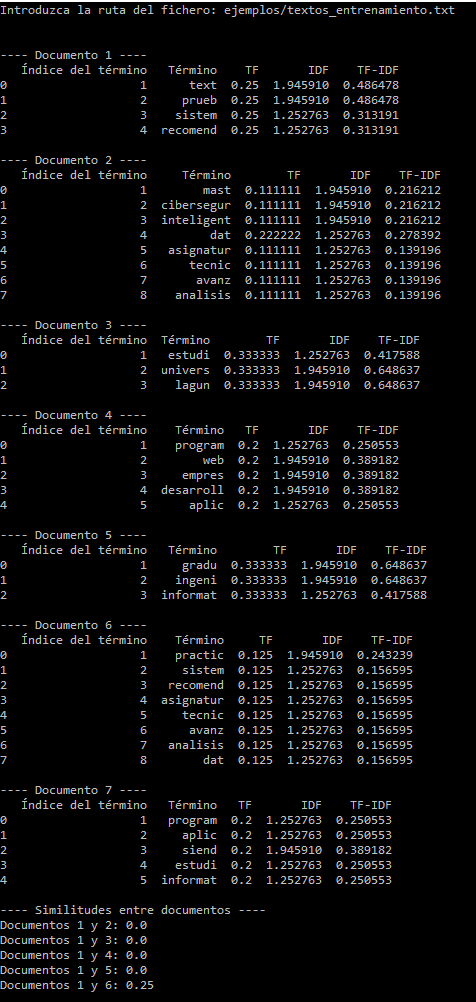 Introduzca la ruta del fichero: ejemplos/textos_entrenamiento.txt
---- Documento 1 ----
Índice del término Término TF IDF TF-IDF
0 1 text 0.25 1.945910 0.486478
1 2 prueb 0.25 1.945910 0.486478
2 3 sistem 0.25 1.252763 0.313191
3 4 recomend 0.25 1.252763 0.313191
---- Documento 2 ----
Índice del término Término TF IDF TF-IDF
0 1 mast 0.111111 1.945910 0.216212
1 2 cibersegur 0.111111 1.945910 0.216212
2 3 inteligent 0.111111 1.945910 0.216212
3 4 dat 0.222222 1.252763 0.278392
4 5 asignatur 0.111111 1.252763 0.139196
5 6 tecnic 0.111111 1.252763 0.139196
6 7 avanz 0.111111 1.252763 0.139196
7 8 analisis 0.111111 1.252763 0.139196
---- Documento 3 ----
Índice del término Término TF IDF TF-IDF
0 1 estudi 0.333333 1.252763 0.417588
1 2 univers 0.333333 1.945910 0.648637
2 3 lagun 0.333333 1.945910 0.648637
---- Documento 4 ----
Índice del término Término TF IDF TF-IDF
0 1 program 0.2 1.252763 0.250553
1 2 web 0.2 1.945910 0.389182
2 3 empres 0.2 1.945910 0.389182
3 4 desarroll 0.2 1.945910 0.389182
4 5 aplic 0.2 1.252763 0.250553
---- Documento 5 ----
Índice del término Término TF IDF TF-IDF
0 1 gradu 0.333333 1.945910 0.648637
1 2 ingeni 0.333333 1.945910 0.648637
2 3 informat 0.333333 1.252763 0.417588
---- Documento 6 ----
Índice del término Término TF IDF TF-IDF
0 1 practic 0.125 1.945910 0.243239
1 2 sistem 0.125 1.252763 0.156595
2 3 recomend 0.125 1.252763 0.156595
3 4 asignatur 0.125 1.252763 0.156595
4 5 tecnic 0.125 1.252763 0.156595
5 6 avanz 0.125 1.252763 0.156595
6 7 analisis 0.125 1.252763 0.156595
7 8 dat 0.125 1.252763 0.156595
---- Documento 7 ----
Índice del término Término TF IDF TF-IDF
0 1 program 0.2 1.252763 0.250553
1 2 aplic 0.2 1.252763 0.250553
2 3 siend 0.2 1.945910 0.389182
3 4 estudi 0.2 1.252763 0.250553
4 5 informat 0.2 1.252763 0.250553
---- Similitudes entre documentos ----
Documentos 1 y 2: 0.0
Documentos 1 y 3: 0.0
Documentos 1 y 4: 0.0
Documentos 1 y 5: 0.0
Documentos 1 y 6: 0.25